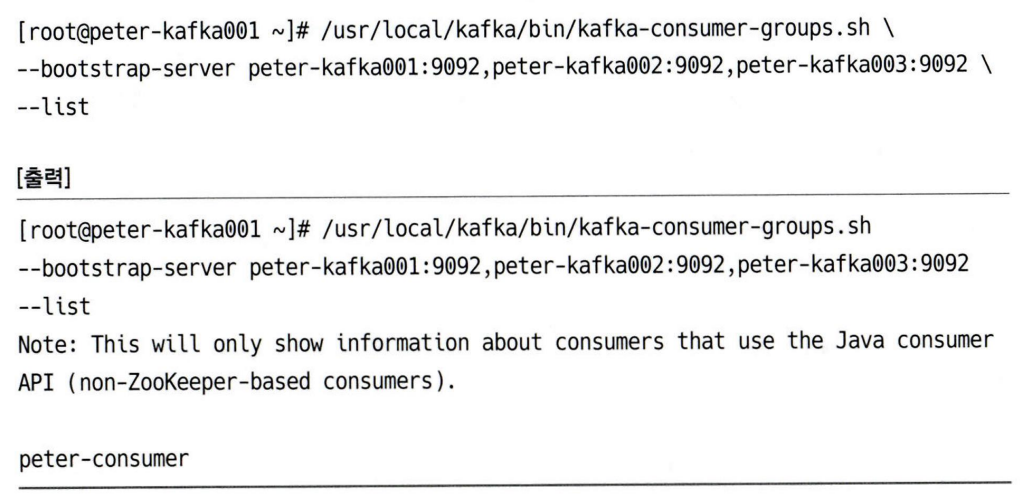 [root@peter-kafka001 ~]# /usr/local/kafka/bin/kafka-consumer-groups.sh \
--bootstrap-server peter-kafka001:9092,peter-kafka002:9092,peter-kafka003:9092 \
--list
[출력]
[root@peter-kafka001 ~]# /usr/local/kafka/bin/kafka-consumer-groups.sh
--bootstrap-server peter-kafka001:9092,peter-kafka002:9092,peter-kafka003:9092
--list
Note: This will only show information about consumers that use the Java consumer
API (non-ZooKeeper-based consumers).
peter-consumer